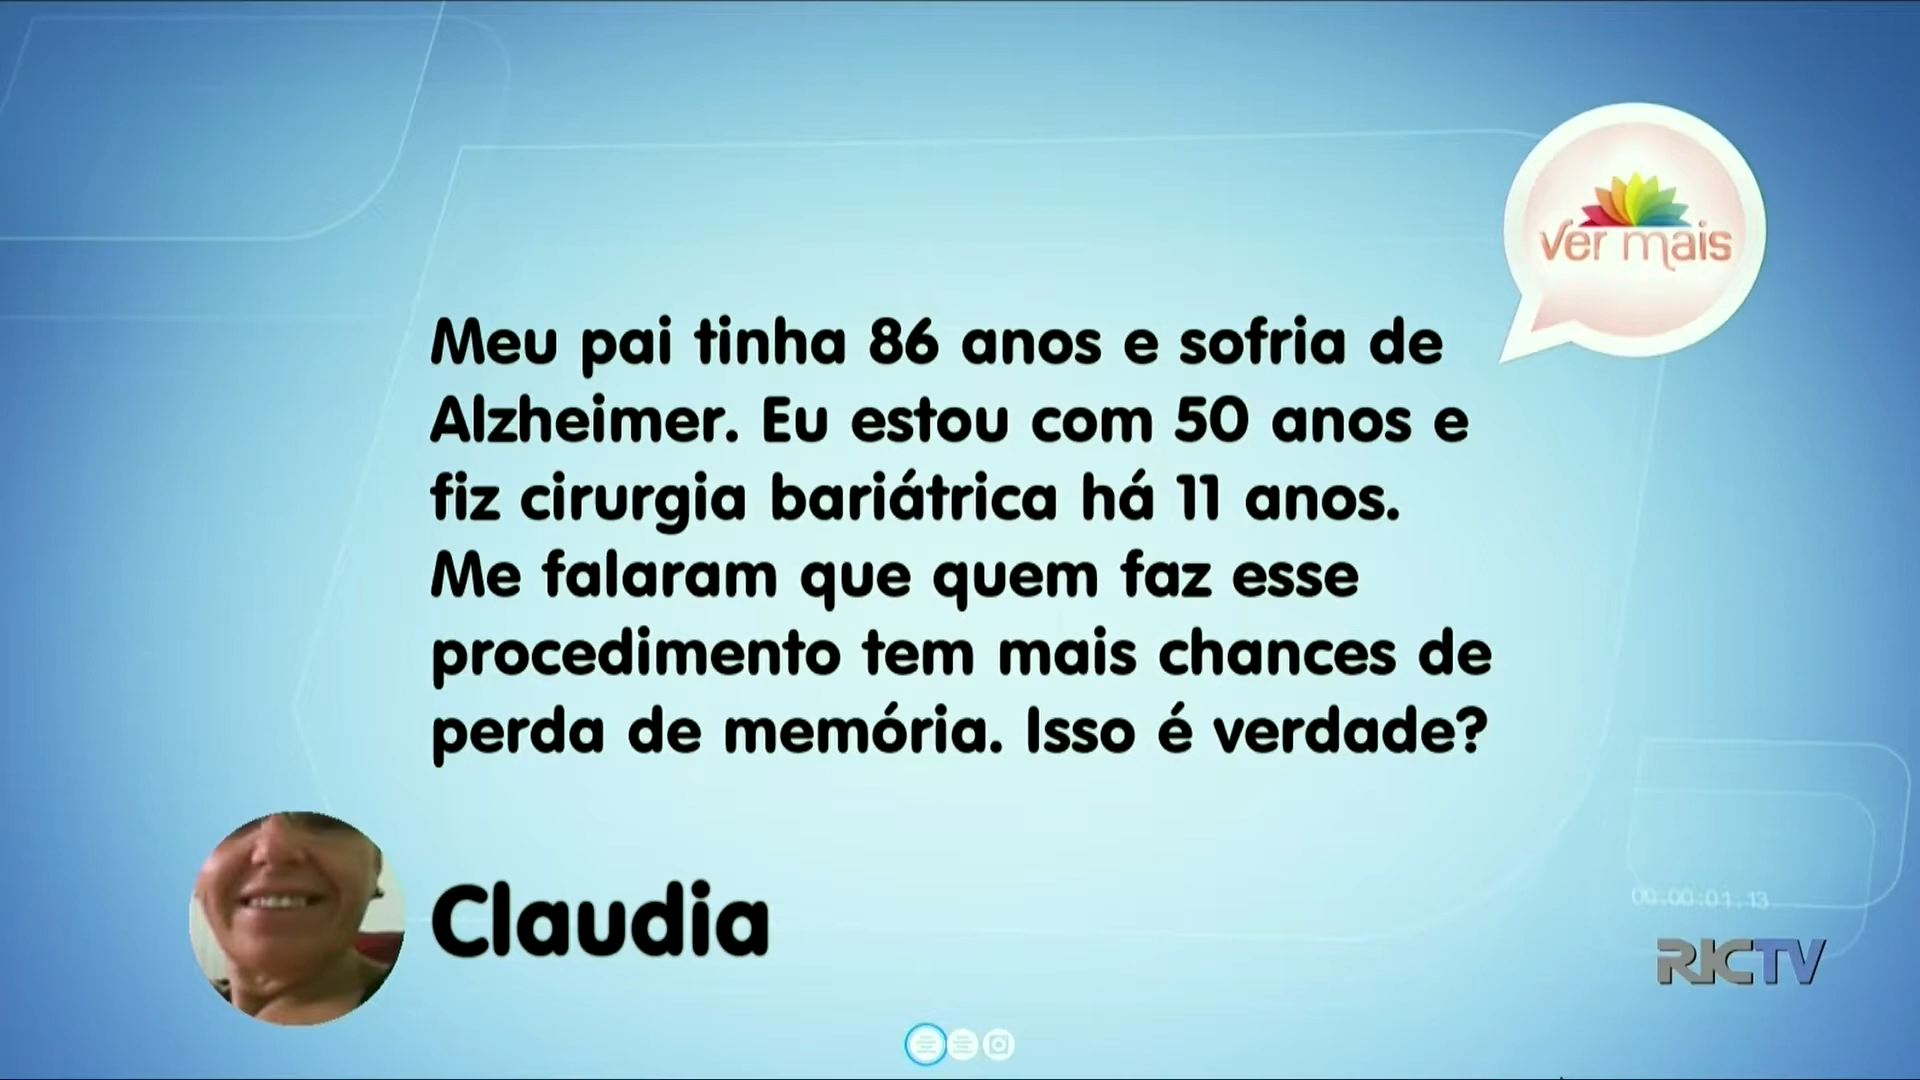 ver mais
Meu pai tinha 86 anos e sofria de
Alzheimer. Eu estou com 50 anos e
fiz cirurgia bariátrica há 11 anos.
Me falaram que quem faz esse
procedimento tem mais chances de
perda de memória. Isso é verdade?
Claudia
00:00:01.13
RICTV